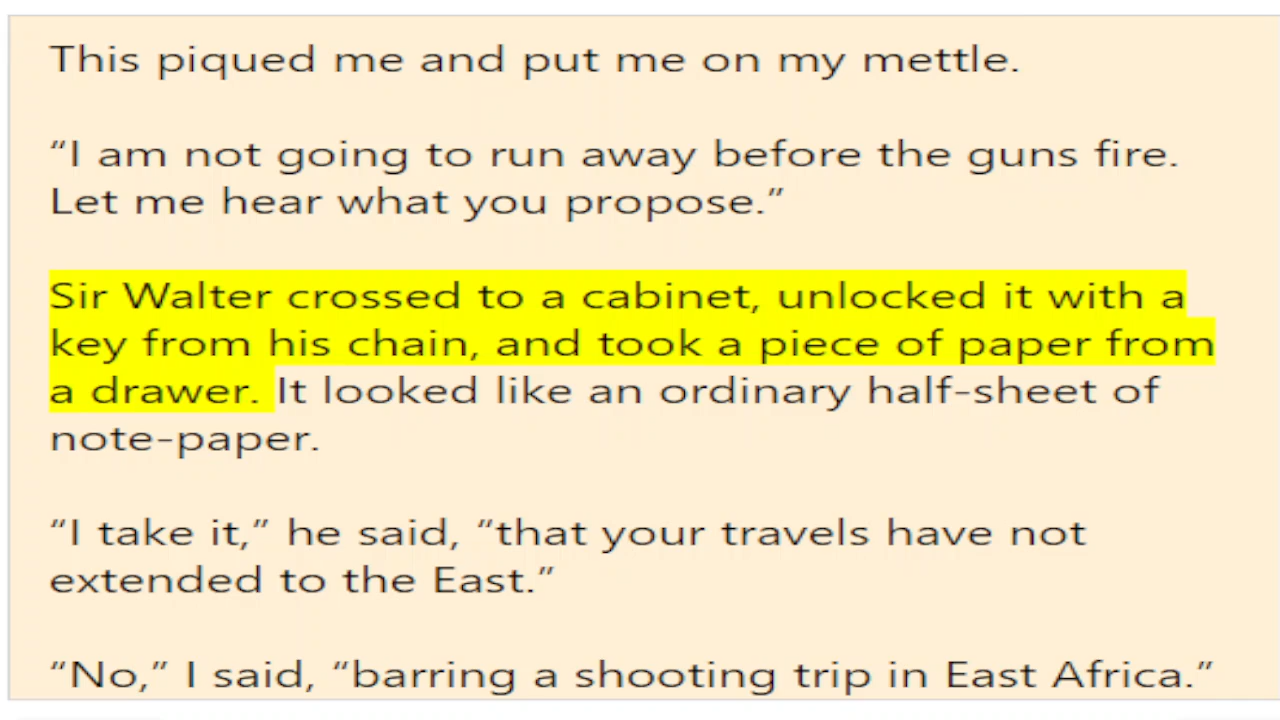 This piqued me and put me on my mettle.
“I am not going to run away before the guns fire.
Let me hear what you propose.”
Sir Walter crossed to a cabinet, unlocked it with a
key from his chain, and took a piece of paper from
a drawer. It looked like an ordinary half-sheet of
note-paper.
“I take it,” he said, “that your travels have not
extended to the East.”
“No,” I said, “barring a shooting trip in East Africa.”